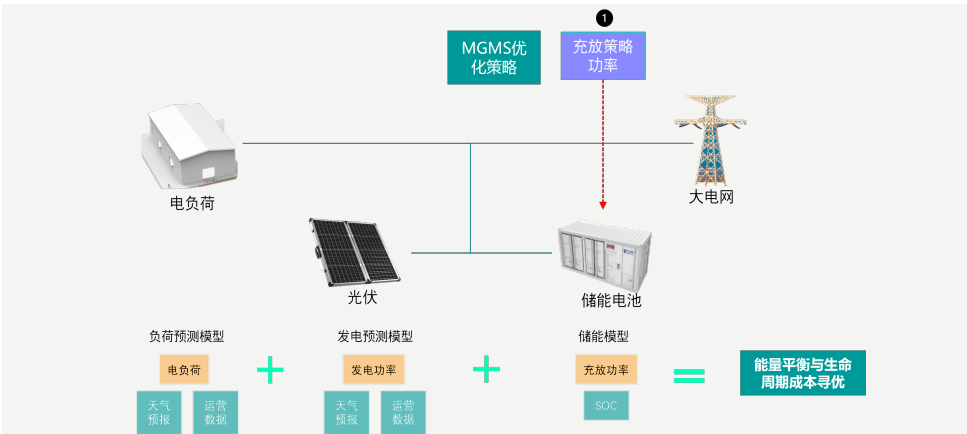 ❶
MGMS优
化策略
充放策略
功率
电负荷
大电网
光伏
储能电池
负荷预测模型
发电预测模型
储能模型
电负荷
+
发电功率
+
充放功率
=
能量平衡与生命
周期成本寻优
天气
预报
运营
数据
天气
预报
运营
数据
SOC